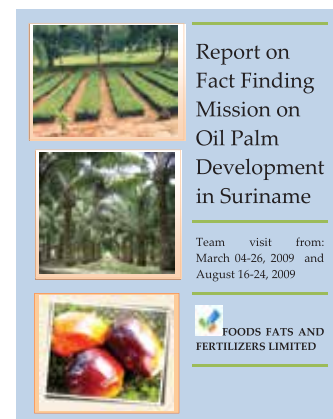 Report on
Fact Finding
Mission on
Oil Palm
Development
in Suriname
Team visit from:
March 04-26, 2009 and
August 16-24, 2009
FOODS FATS AND
FERTILIZERS LIMITED